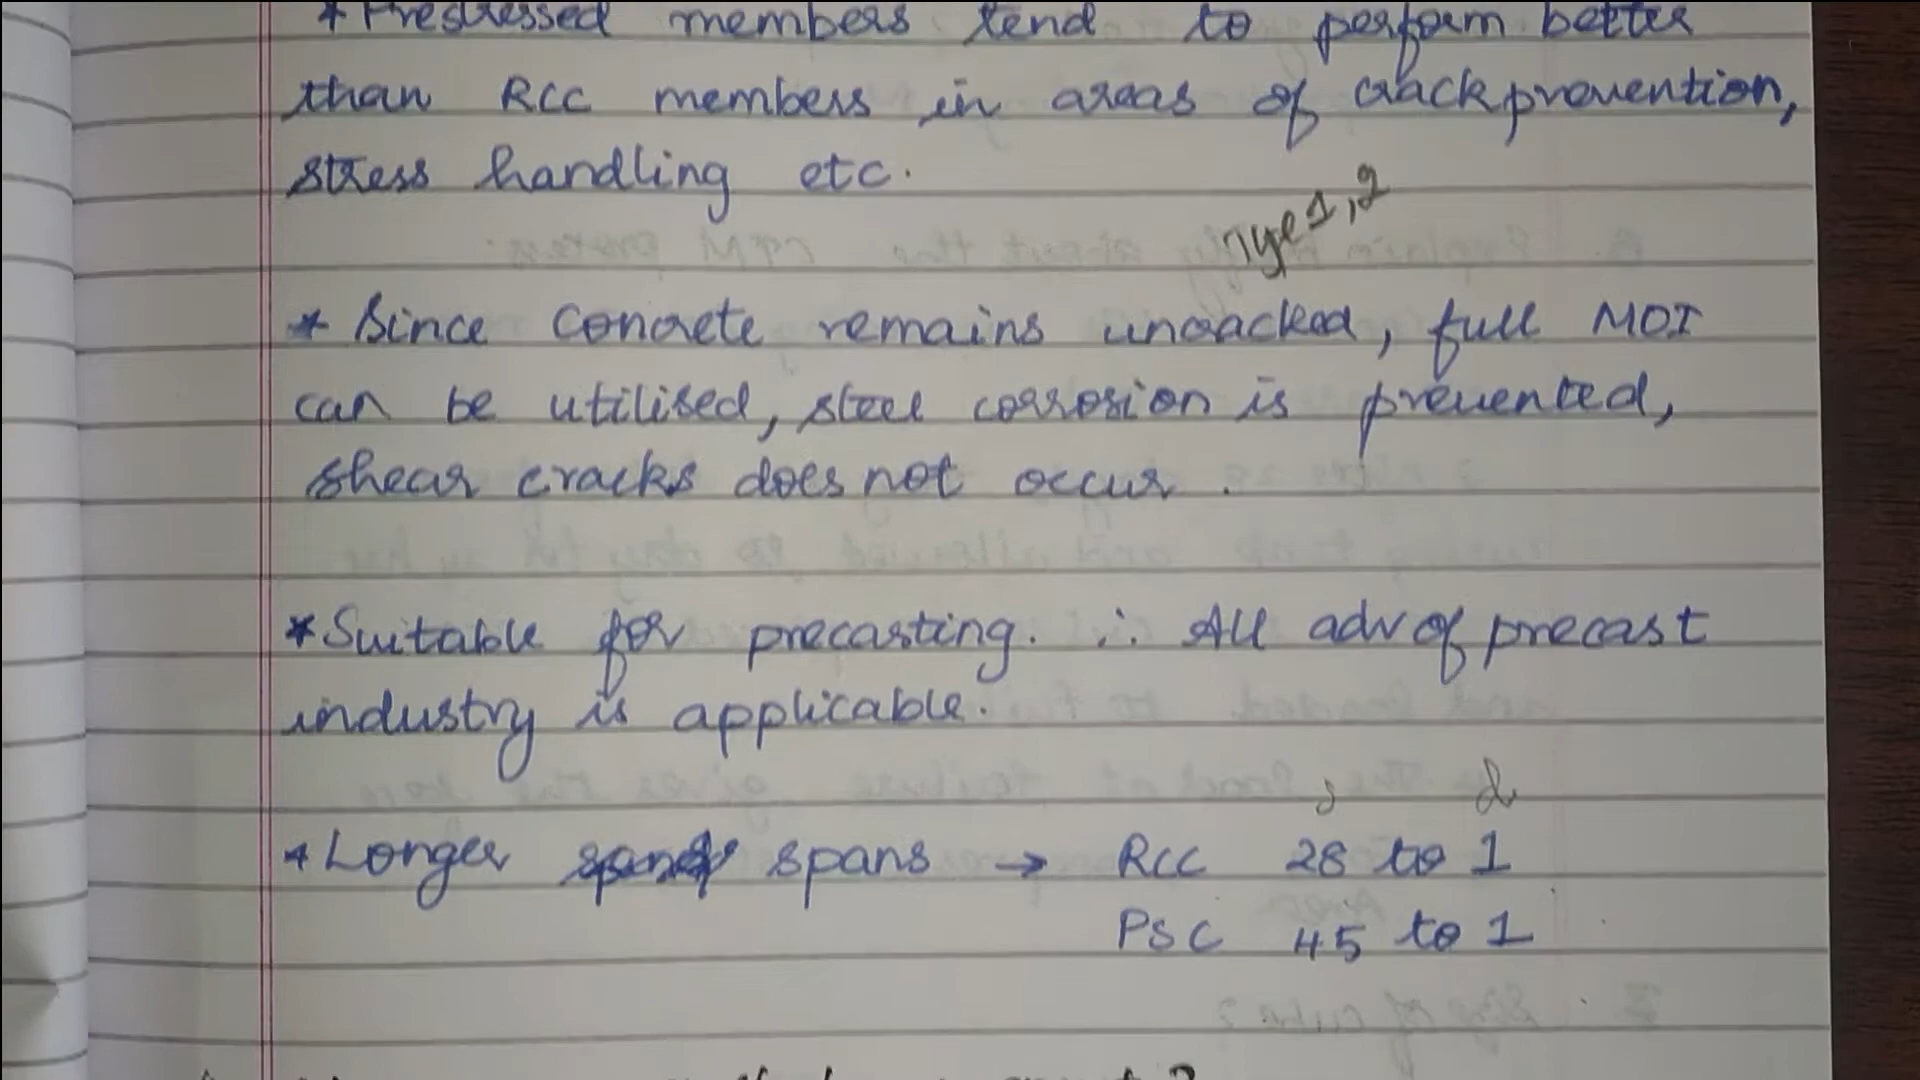 * Prestressed members tend to perform better
than RCC members in areas of crack prevention,
stress handling etc.
Tye 1,2
* Since concrete remains uncracked, full MOI
can be utilised, steel corrosion is prevented,
shear cracks does not occur.
* Suitable for precasting. ∴ All adv of precast
industry is applicable.
d
* Longer spans → RCC 28 to 1
PSC 45 to 1